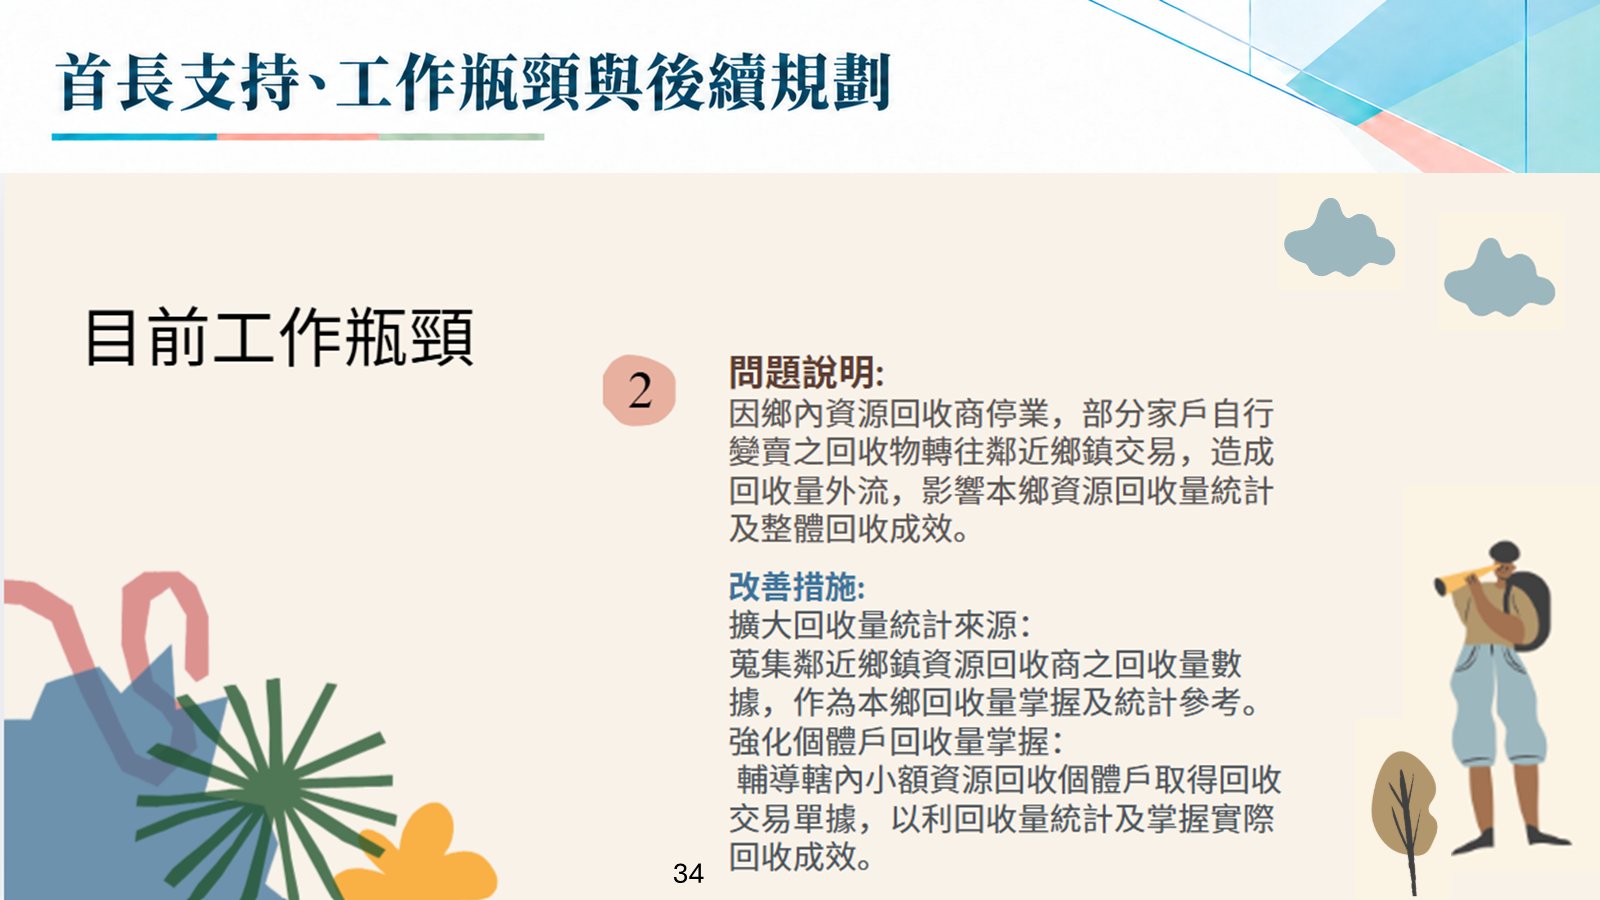 首長支持、工作瓶頸與後續規劃
目前工作瓶頸
2
問題說明:
因鄉內資源回收商停業，部分家戶自行
變賣之回收物轉往鄰近鄉鎮交易，造成
回收量外流，影響本鄉資源回收量統計
及整體回收成效。
改善措施:
擴大回收量統計來源：
蒐集鄰近鄉鎮資源回收商之回收量數
據，作為本鄉回收量掌握及統計參考。
強化個體戶回收量掌握：
輔導轄內小額資源回收個體戶取得回收
交易單據，以利回收量統計及掌握實際
回收成效。
34